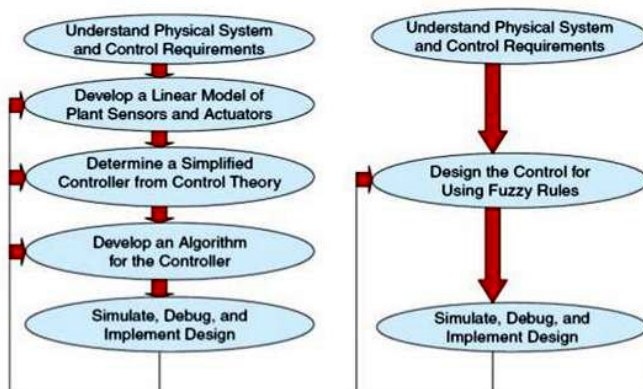 Understand Physical System
and Control Requirements
Develop a Linear Model of
Plant Sensors and Actuators
Determine a Simplified
Controller from Control Theory
Develop an Algorithm
for the Controller
Simulate, Debug, and
Implement Design
Understand Physical System
and Control Requirements
Design the Control for
Using Fuzzy Rules
Simulate, Debug, and
Implement Design